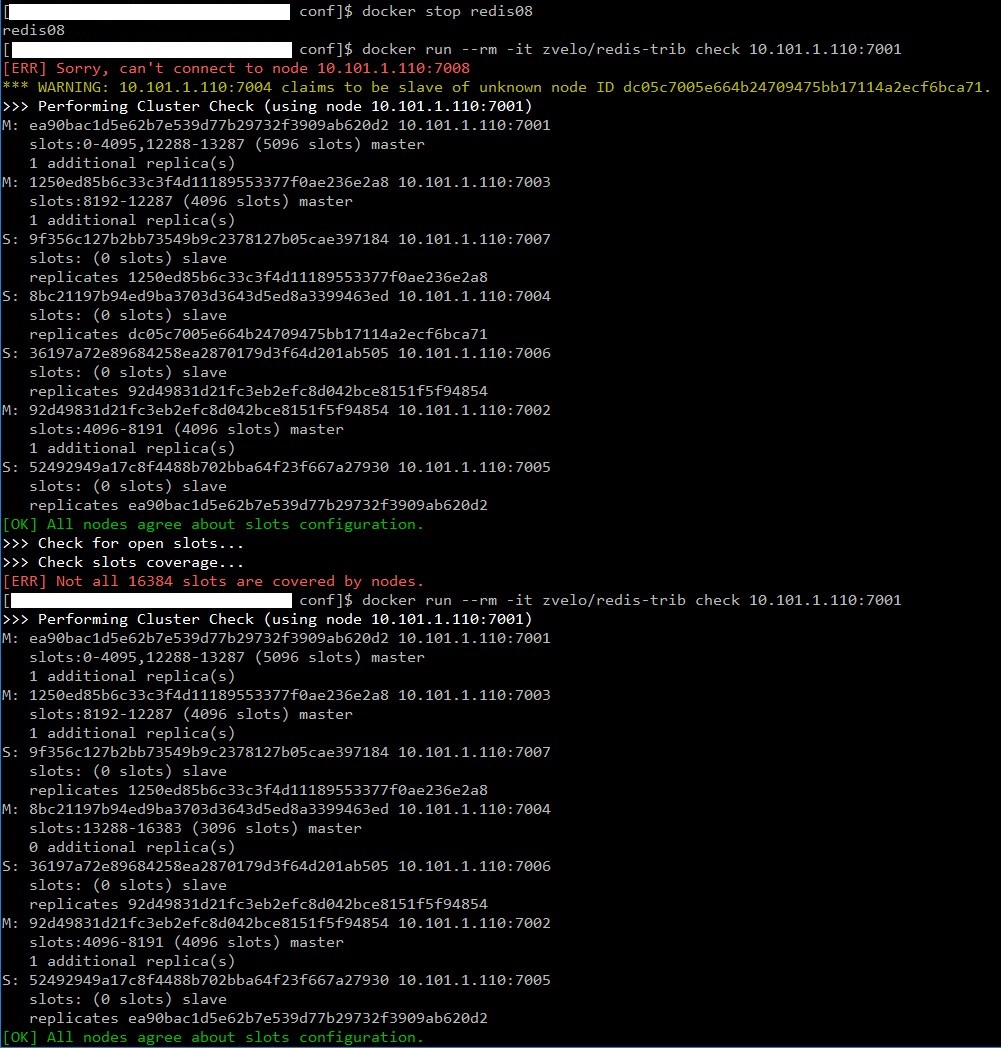 [ conf]$ docker stop redis08
redis08
[ conf]$ docker run --rm -it zvelo/redis-trib check 10.101.1.110:7001
[ERR] Sorry, can't connect to node 10.101.1.110:7008
*** WARNING: 10.101.1.110:7004 claims to be slave of unknown node ID dc05c7005e664b24709475bb17114a2ecf6bca71.
>>> Performing Cluster Check (using node 10.101.1.110:7001)
M: ea90bac1d5e62b7e539d77b29732f3909ab620d2 10.101.1.110:7001
   slots:0-4095,12288-13287 (5096 slots) master
   1 additional replica(s)
M: 1250ed85b6c33c3f4d11189553377f0ae236e2a8 10.101.1.110:7003
   slots:8192-12287 (4096 slots) master
   1 additional replica(s)
S: 9f356c127b2bb73549b9c2378127b05cae397184 10.101.1.110:7007
   slots: (0 slots) slave
   replicates 1250ed85b6c33c3f4d11189553377f0ae236e2a8
S: 8bc21197b94ed9ba3703d3643d5ed8a3399463ed 10.101.1.110:7004
   slots: (0 slots) slave
   replicates dc05c7005e664b24709475bb17114a2ecf6bca71
S: 36197a72e89684258ea2870179d3f64d201ab505 10.101.1.110:7006
   slots: (0 slots) slave
   replicates 92d49831d21fc3eb2efc8d042bce8151f5f94854
M: 92d49831d21fc3eb2efc8d042bce8151f5f94854 10.101.1.110:7002
   slots:4096-8191 (4096 slots) master
   1 additional replica(s)
S: 52492949a17c8f4488b702bba64f23f667a27930 10.101.1.110:7005
   slots: (0 slots) slave
   replicates ea90bac1d5e62b7e539d77b29732f3909ab620d2
[OK] All nodes agree about slots configuration.
>>> Check for open slots...
>>> Check slots coverage...
[ERR] Not all 16384 slots are covered by nodes.
[ conf]$ docker run --rm -it zvelo/redis-trib check 10.101.1.110:7001
>>> Performing Cluster Check (using node 10.101.1.110:7001)
M: ea90bac1d5e62b7e539d77b29732f3909ab620d2 10.101.1.110:7001
   slots:0-4095,12288-13287 (5096 slots) master
   1 additional replica(s)
M: 1250ed85b6c33c3f4d11189553377f0ae236e2a8 10.101.1.110:7003
   slots:8192-12287 (4096 slots) master
   1 additional replica(s)
S: 9f356c127b2bb73549b9c2378127b05cae397184 10.101.1.110:7007
   slots: (0 slots) slave
   replicates 1250ed85b6c33c3f4d11189553377f0ae236e2a8
M: 8bc21197b94ed9ba3703d3643d5ed8a3399463ed 10.101.1.110:7004
   slots:13288-16383 (3096 slots) master
   0 additional replica(s)
S: 36197a72e89684258ea2870179d3f64d201ab505 10.101.1.110:7006
   slots: (0 slots) slave
   replicates 92d49831d21fc3eb2efc8d042bce8151f5f94854
M: 92d49831d21fc3eb2efc8d042bce8151f5f94854 10.101.1.110:7002
   slots:4096-8191 (4096 slots) master
   1 additional replica(s)
S: 52492949a17c8f4488b702bba64f23f667a27930 10.101.1.110:7005
   slots: (0 slots) slave
   replicates ea90bac1d5e62b7e539d77b29732f3909ab620d2
[OK] All nodes agree about slots configuration.